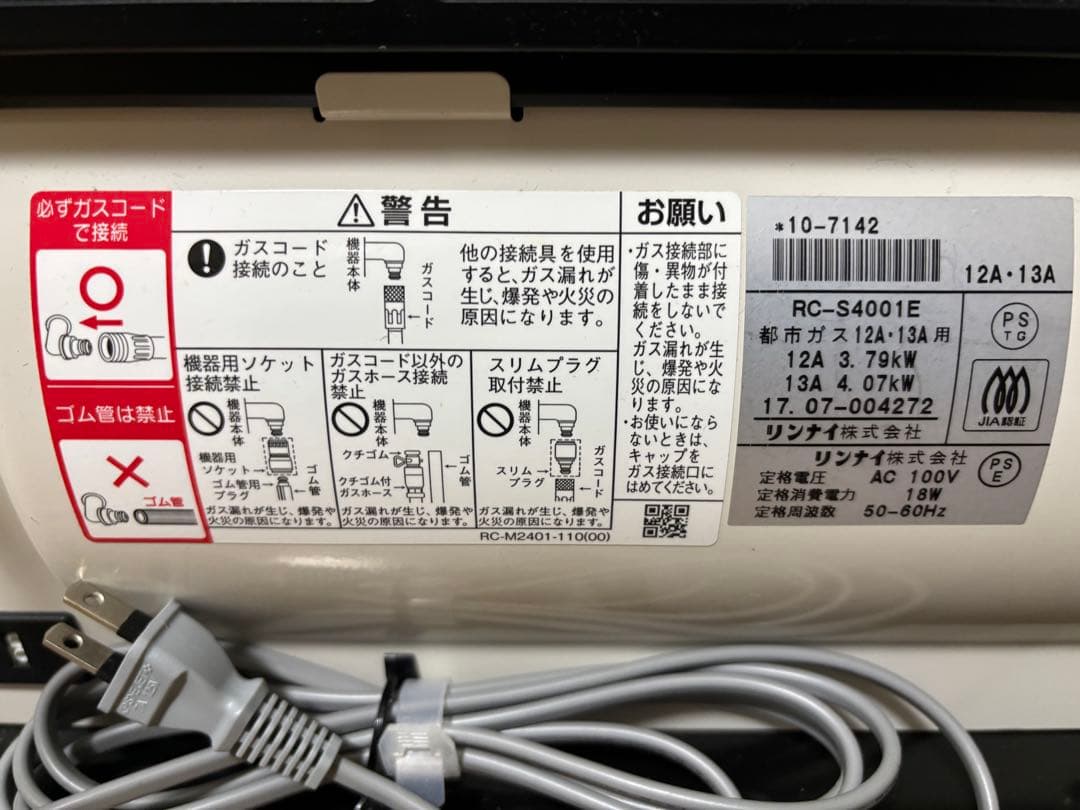 必ずガスコード
で接続
ゴム管は禁止
ゴム管
警告
ガスコード
接続のこと
機器本体
ガスコード
他の接続具を使用
すると、ガス漏れが
生じ、爆発や火災の
原因になります。
機器用ソケット
接続禁止
機器本体
機器用
ソケット
ゴム管用
プラグ
ゴム管
ガス漏れが生じ、爆発や
火災の原因になります。
ガスコード以外の
ガスホース接続
禁止
機器本体
クチゴム
クチゴム付
ガスホース
ゴム管
ガス漏れが生じ、爆発や
火災の原因になります。
スリムプラグ
取付禁止
機器本体
スリム
プラグ
ガスコード
ガス漏れが生じ、爆発や
火災の原因になります。
RC-M2401-110(00)
お願い
・ガス接続部に
傷・異物が付
着したまま接
続をしないで
ください。
ガス漏れが生
じ、爆発や火
災の原因にな
ります。
・お使いになら
ないときは、
キャップを
ガス接続口に
はめてください。
*10-7142
12A・13A
RC-S4001E
都市ガス12A・13A用
12A 3.79kW
13A 4.07kW
17.07-004272
リンナイ株式会社
PS
TG
JIA認証
リンナイ株式会社
定格電圧 AC 100V
定格消費電力 18W
定格周波数 50-60Hz
PS
E